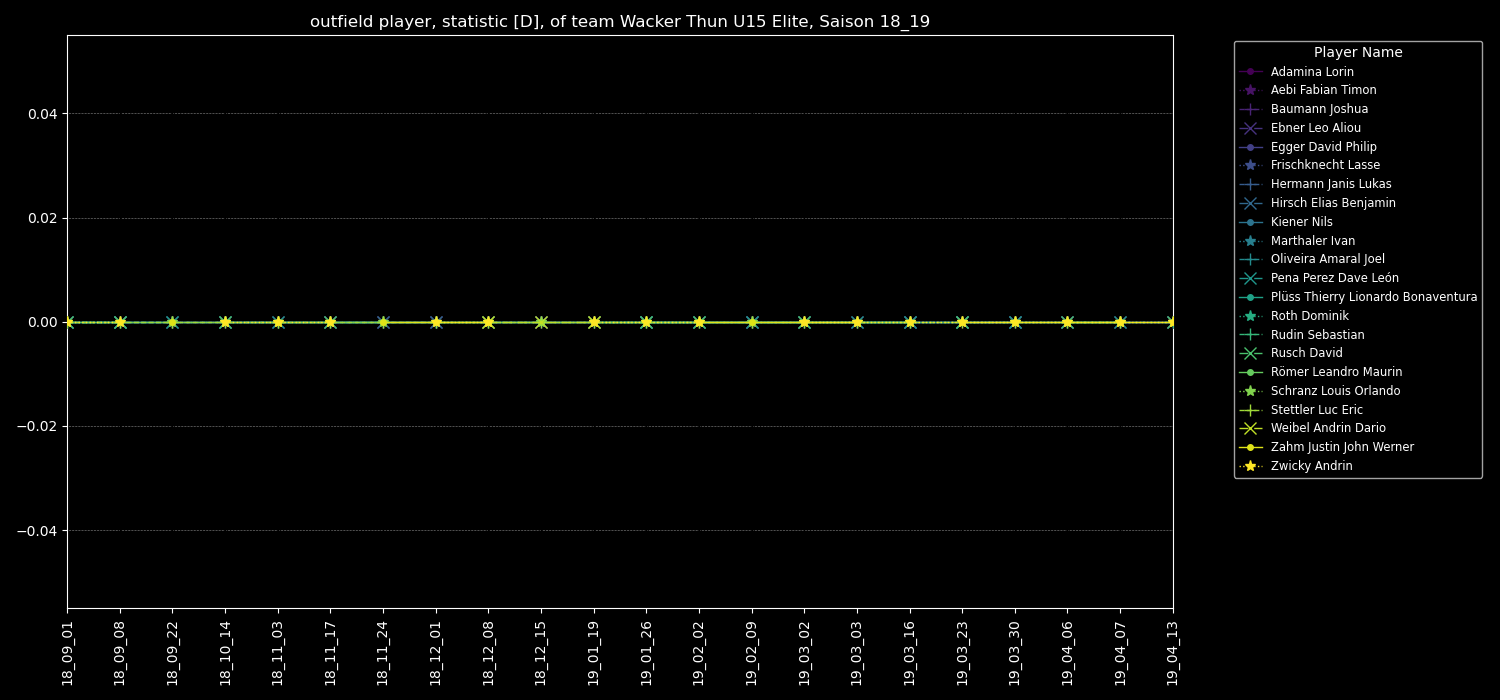 outfield player, statistic [D], of team Wacker Thun U15 Elite, Saison 18_19
0.04
0.02
0.00
−0.02
−0.04
18_09_01
18_09_08
18_09_22
18_10_14
18_11_03
18_11_17
18_11_24
18_12_01
18_12_08
18_12_15
19_01_19
19_01_26
19_02_02
19_02_09
19_03_02
19_03_03
19_03_16
19_03_23
19_03_30
19_04_06
19_04_07
19_04_13
Player Name
Adamina Lorin
Aebi Fabian Timon
Baumann Joshua
Ebner Leo Aliou
Egger David Philip
Frischknecht Lasse
Hermann Janis Lukas
Hirsch Elias Benjamin
Kiener Nils
Marthaler Ivan
Oliveira Amaral Joel
Pena Perez Dave León
Plüss Thierry Lionardo Bonaventura
Roth Dominik
Rudin Sebastian
Rusch David
Römer Leandro Maurin
Schranz Louis Orlando
Stettler Luc Eric
Weibel Andrin Dario
Zahm Justin John Werner
Zwicky Andrin